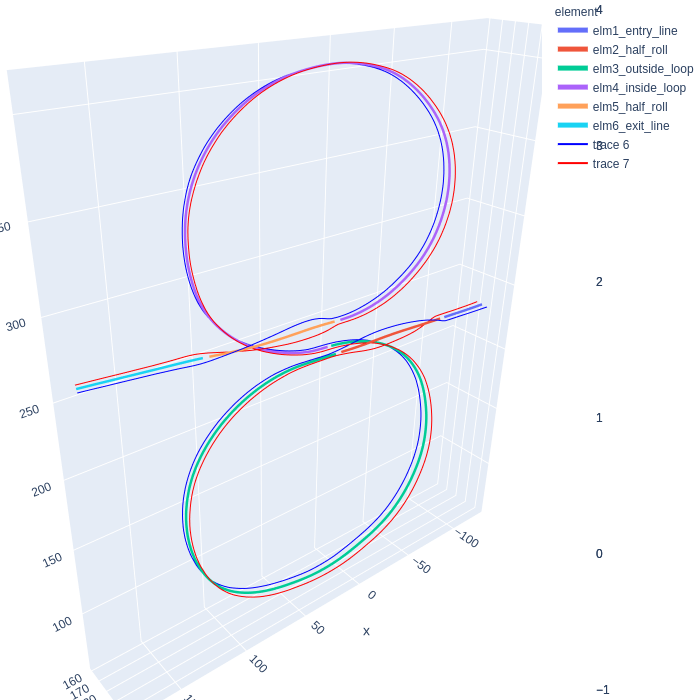 element
4
elm1_entry_line
elm2_half_roll
elm3_outside_loop
elm4_inside_loop
elm5_half_roll
elm6_exit_line
trace 6
3
trace 7
2
1
0
−1
50
300
250
200
150
100
160
170
100
50
0
−50
−100
x